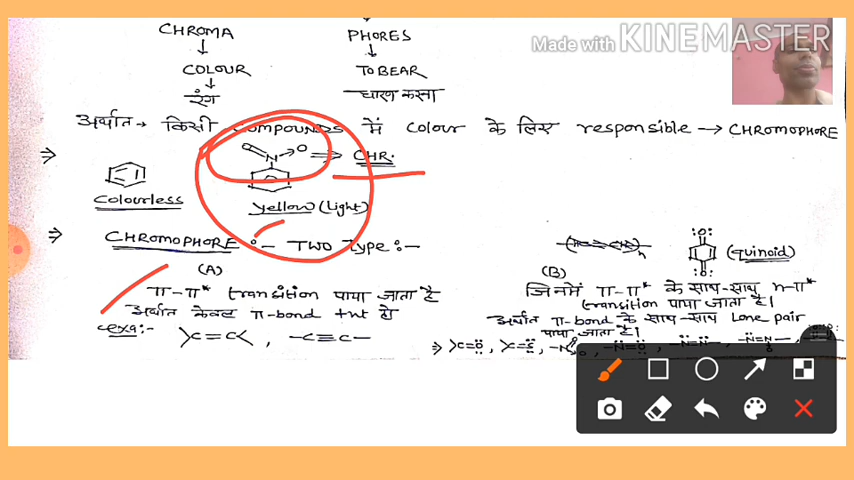 CHROMA PHORES
Made with KINEMASTER
COLOUR TO BEAR
रंग धारण करना
अर्थात → किसी COMPOUNDS में COLOUR के लिए responsible → CHROMOPHORE
⇒ N → O ⇒ CHR.
Colourless yellow (Light)
⇒ CHROMOPHORE :- TWO Type :-
(quinoid)
(A) (B)
π-π* transition पाया जाता है
अर्थात केवल π-bond +nt हो
exa:- >C=C< , -C≡C-
जिनमें π-π* के साथ-साथ n-π*
transition पाया जाता है।
अर्थात π-bond के साथ-साथ Lone pair
पाया जाता है।
⇒ >C=O ,